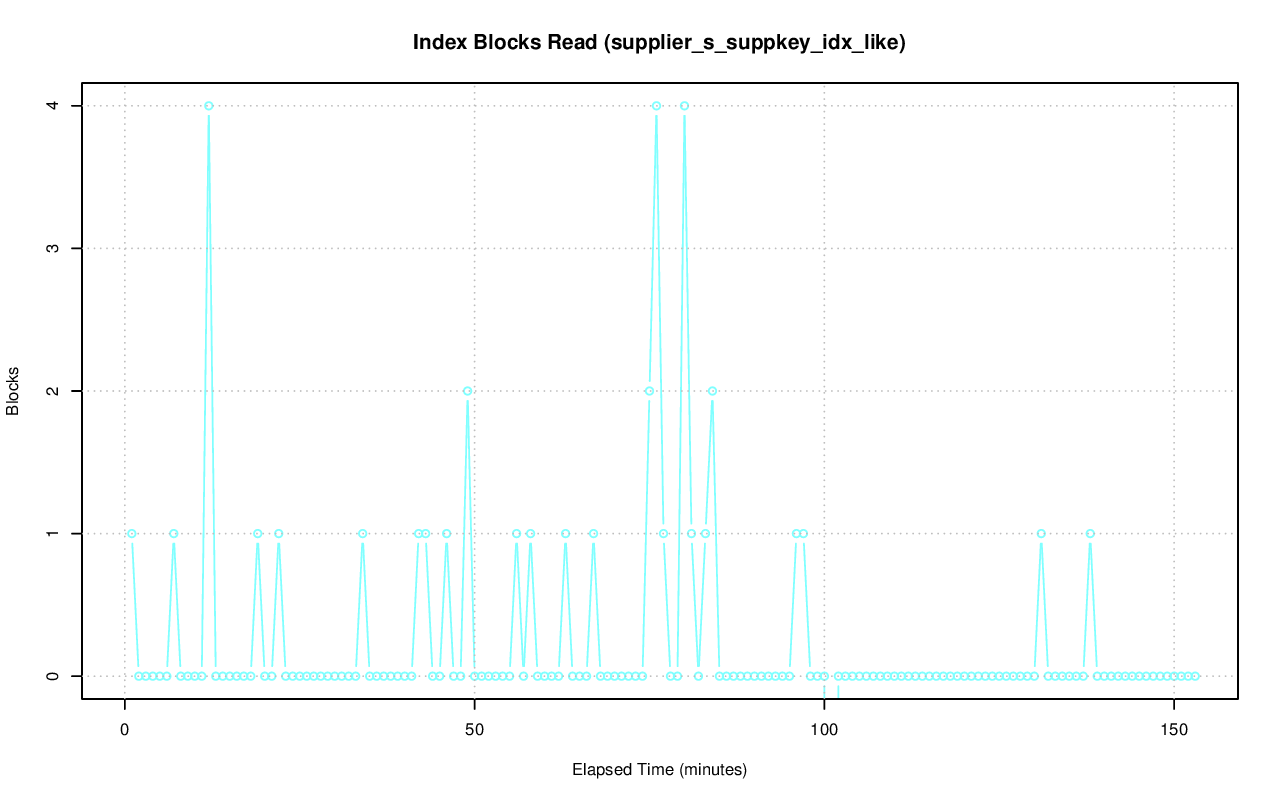 Index Blocks Read (supplier_s_suppkey_idx_like)
4
3
2
1
0
Blocks
0 50 100 150
Elapsed Time (minutes)